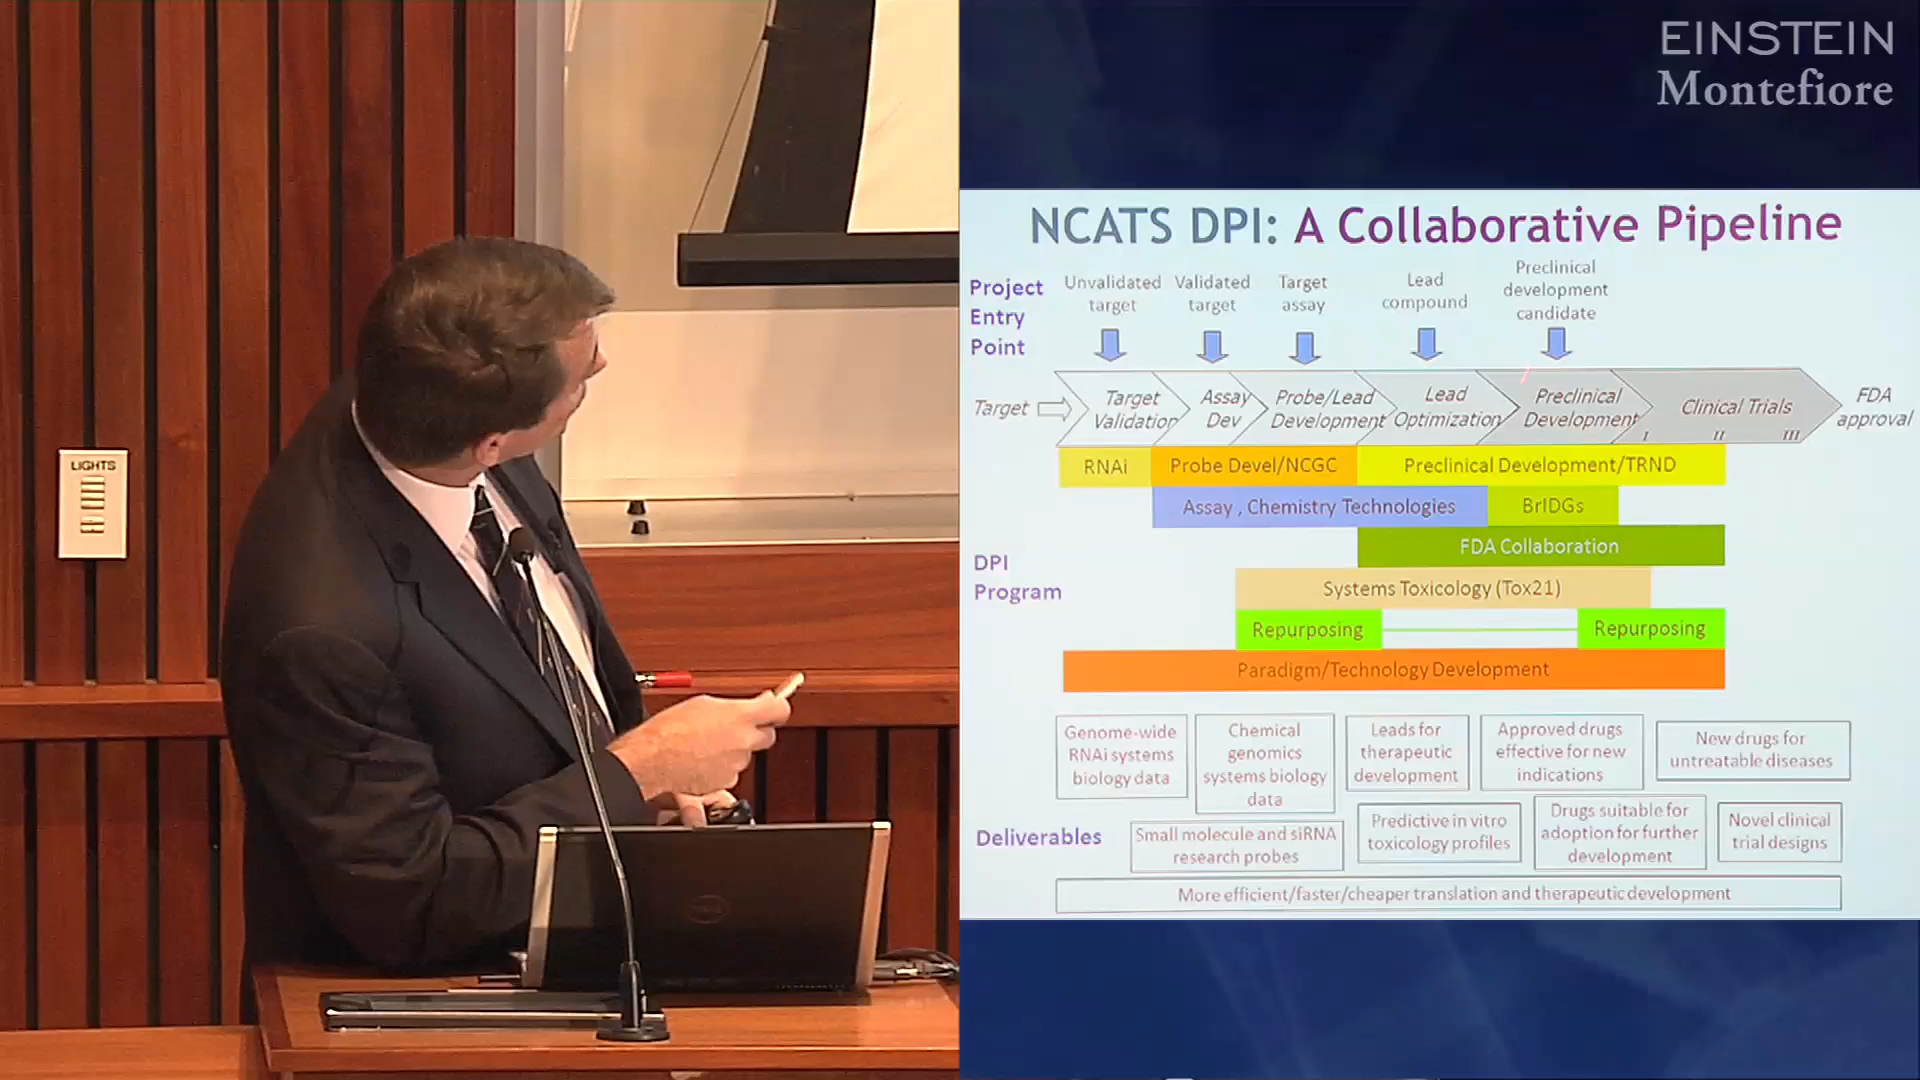 EINSTEIN
Montefiore
LIGHTS
NCATS DPI: A Collaborative Pipeline
Project
Entry
Point
Unvalidated
target
Validated
target
Target
assay
Lead
compound
Preclinical
development
candidate
Target
Target
Validation
Assay
Dev
Probe/Lead
Development
Lead
Optimization
Preclinical
Development
Clinical Trials
I II III
FDA
approval
RNAi
Probe Devel/NCGC
Preclinical Development/TRND
Assay , Chemistry Technologies
BrIDGs
FDA Collaboration
DPI
Program
Systems Toxicology (Tox21)
Repurposing
Repurposing
Paradigm/Technology Development
Genome-wide
RNAi systems
biology data
Chemical
genomics
systems biology
data
Leads for
therapeutic
development
Approved drugs
effective for new
indications
New drugs for
untreatable diseases
Deliverables
Small molecule and siRNA
research probes
Predictive in vitro
toxicology profiles
Drugs suitable for
adoption for further
development
Novel clinical
trial designs
More efficient/faster/cheaper translation and therapeutic development